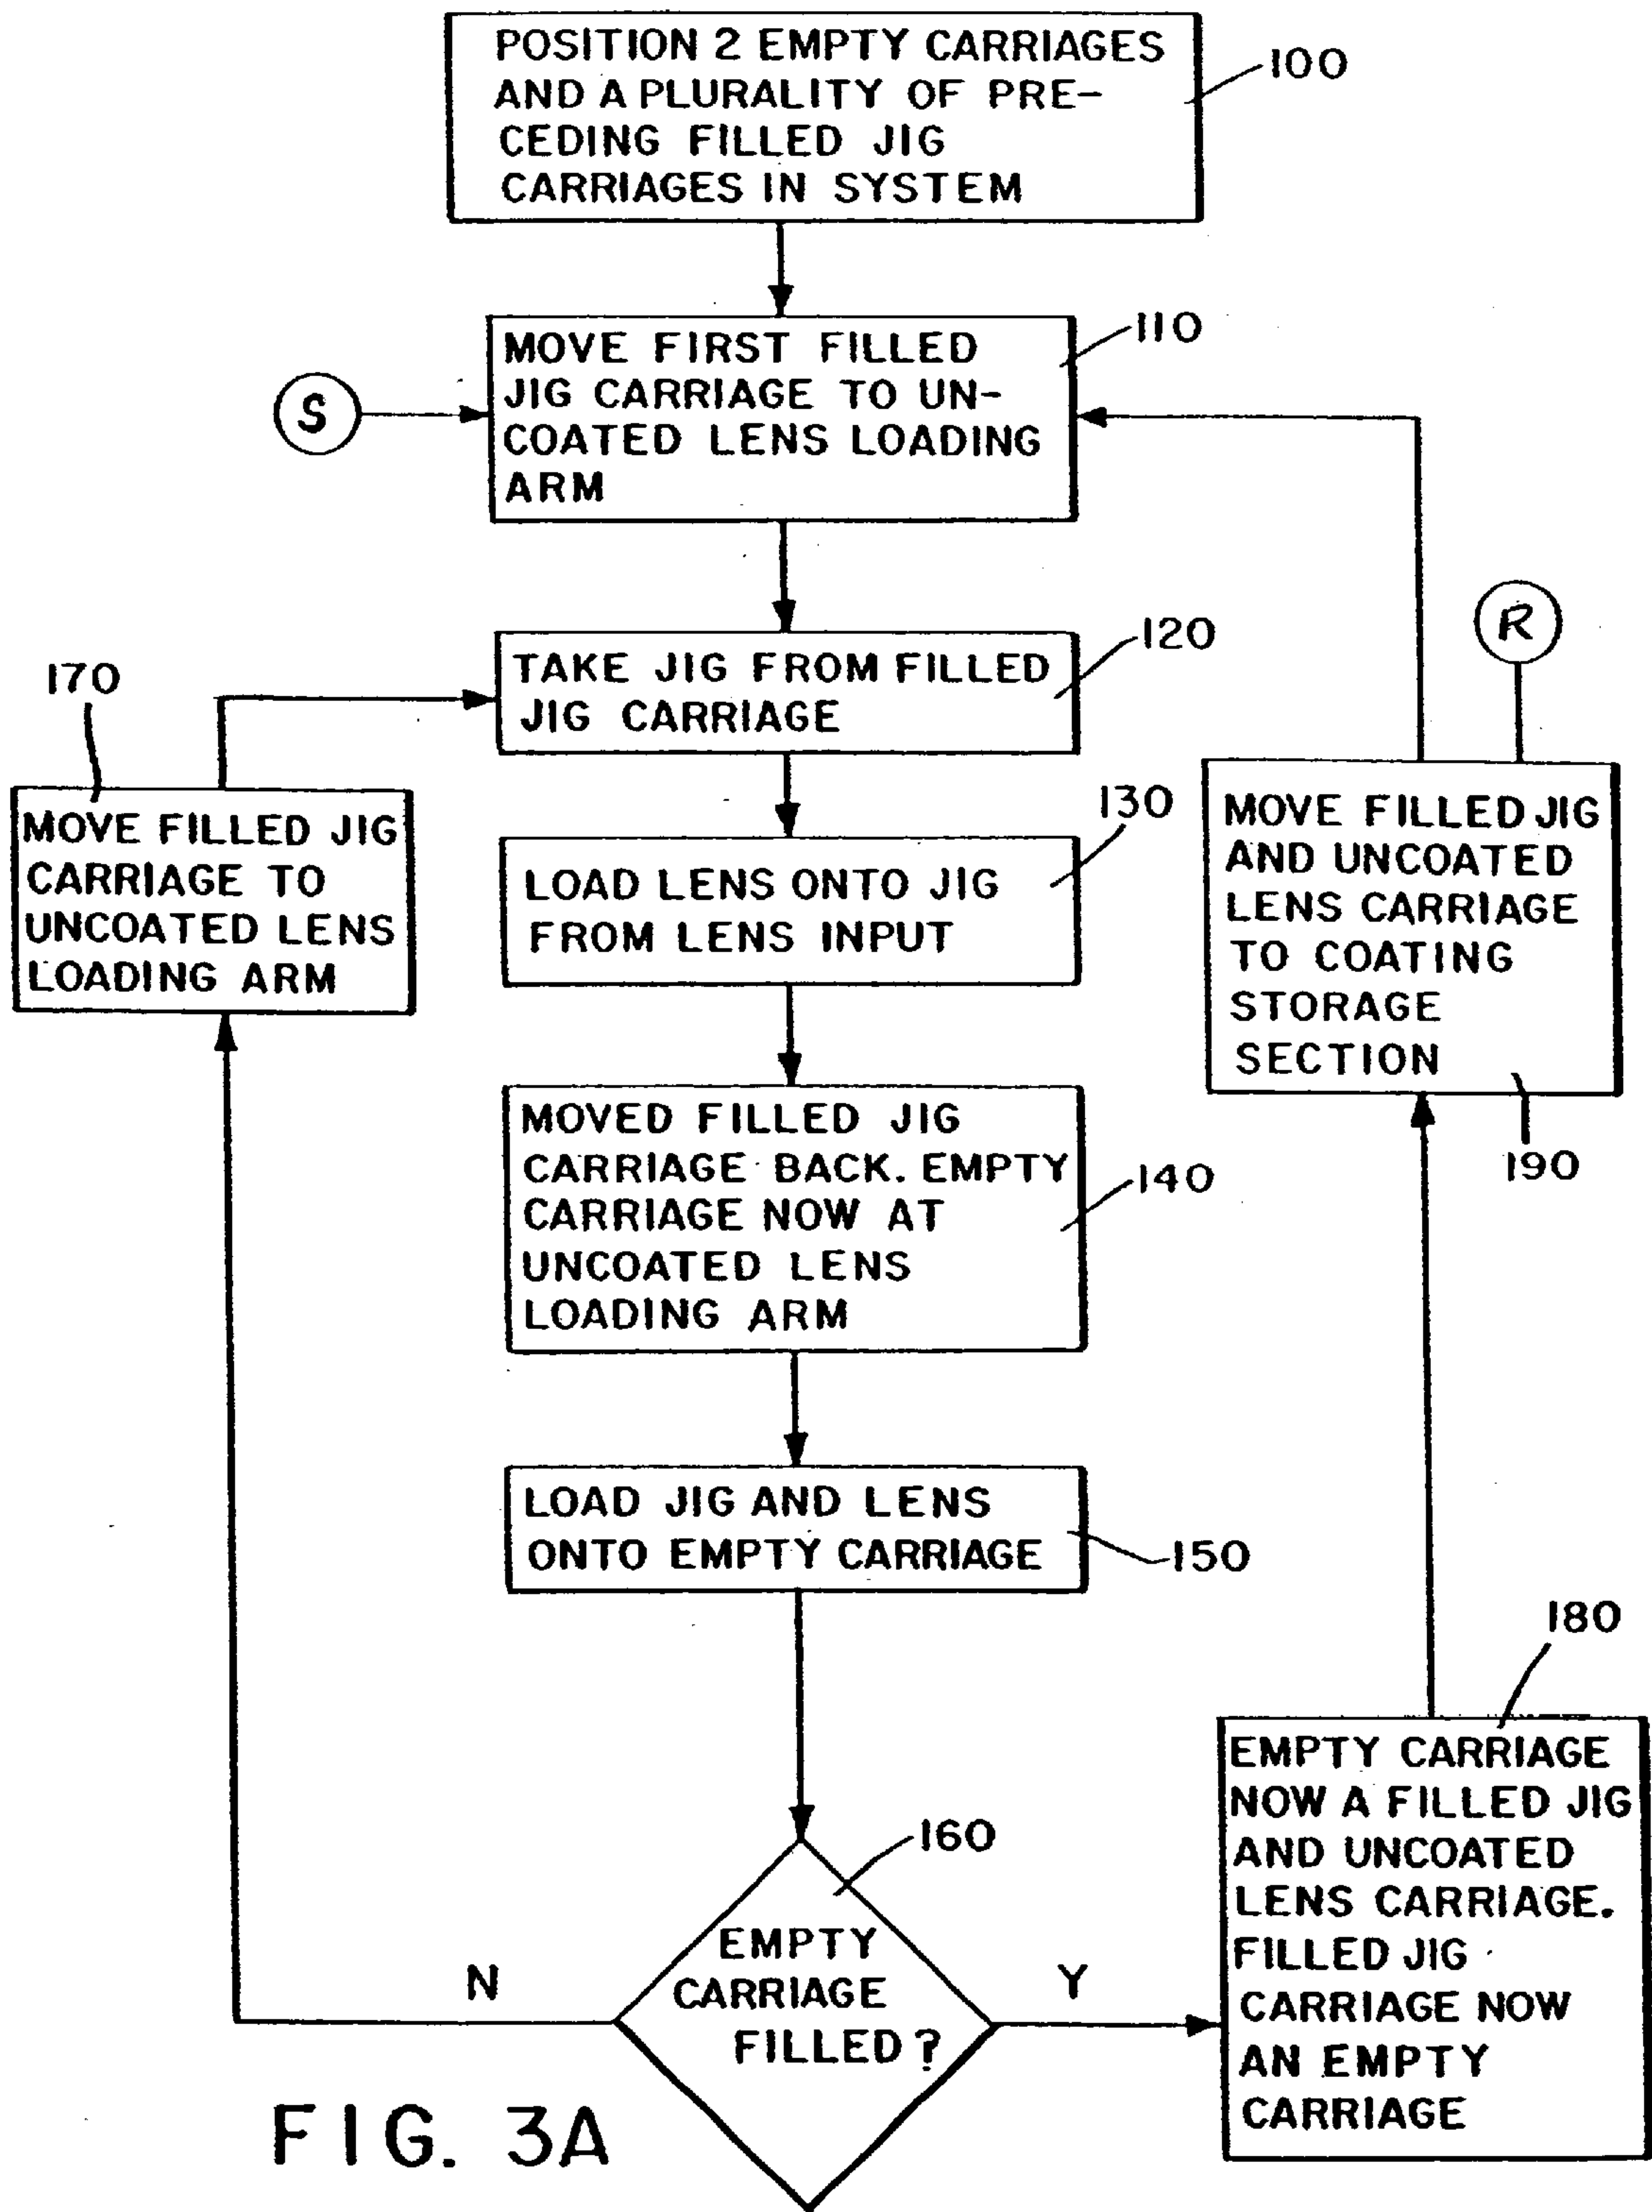 POSITION 2 EMPTY CARRIAGES
AND A PLURALITY OF PRE-
CEDING FILLED JIG
CARRIAGES IN SYSTEM
100
MOVE FIRST FILLED
JIG CARRIAGE TO UN-
COATED LENS LOADING
ARM
110
S
TAKE JIG FROM FILLED
JIG CARRIAGE
120
R
170
MOVE FILLED JIG
CARRIAGE TO
UNCOATED LENS
LOADING ARM
LOAD LENS ONTO JIG
FROM LENS INPUT
130
MOVE FILLED JIG
AND UNCOATED
LENS CARRIAGE
TO COATING
STORAGE
SECTION
190
MOVED FILLED JIG
CARRIAGE BACK. EMPTY
CARRIAGE NOW AT
UNCOATED LENS
LOADING ARM
140
LOAD JIG AND LENS
ONTO EMPTY CARRIAGE
150
160
EMPTY
CARRIAGE
FILLED?
N
Y
180
EMPTY CARRIAGE
NOW A FILLED JIG
AND UNCOATED
LENS CARRIAGE.
FILLED JIG
CARRIAGE NOW
AN EMPTY
CARRIAGE
FIG. 3A